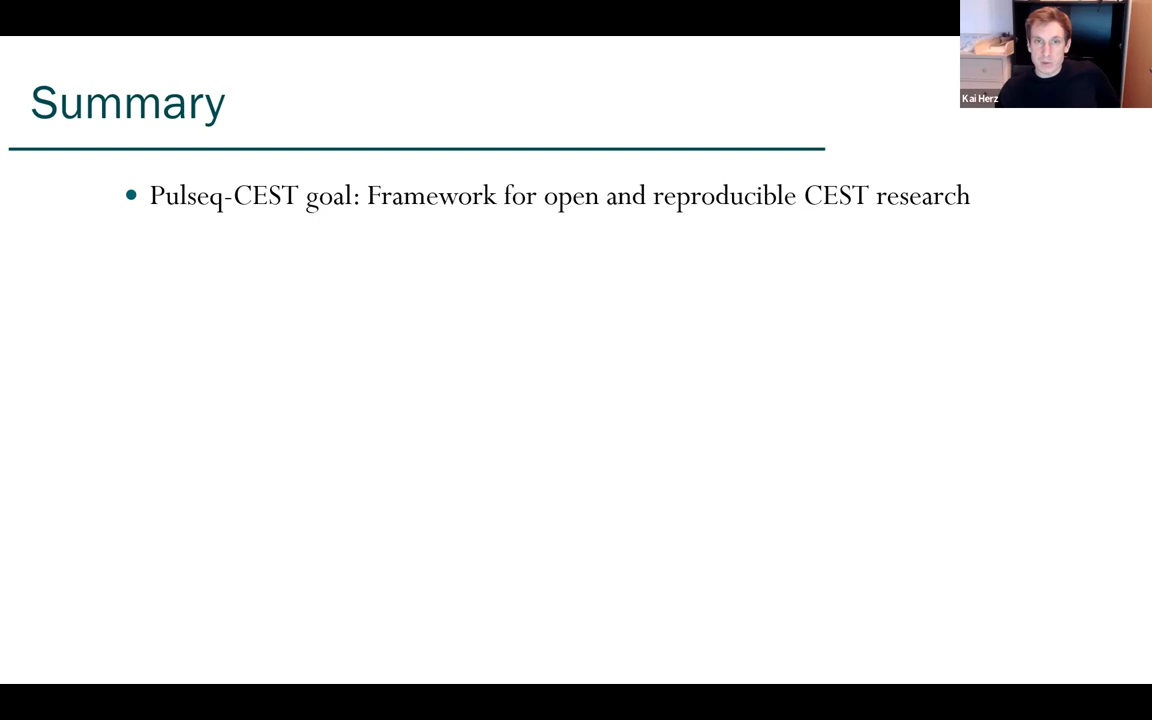 Summary
Kai Herz
• Pulseq-CEST goal: Framework for open and reproducible CEST research